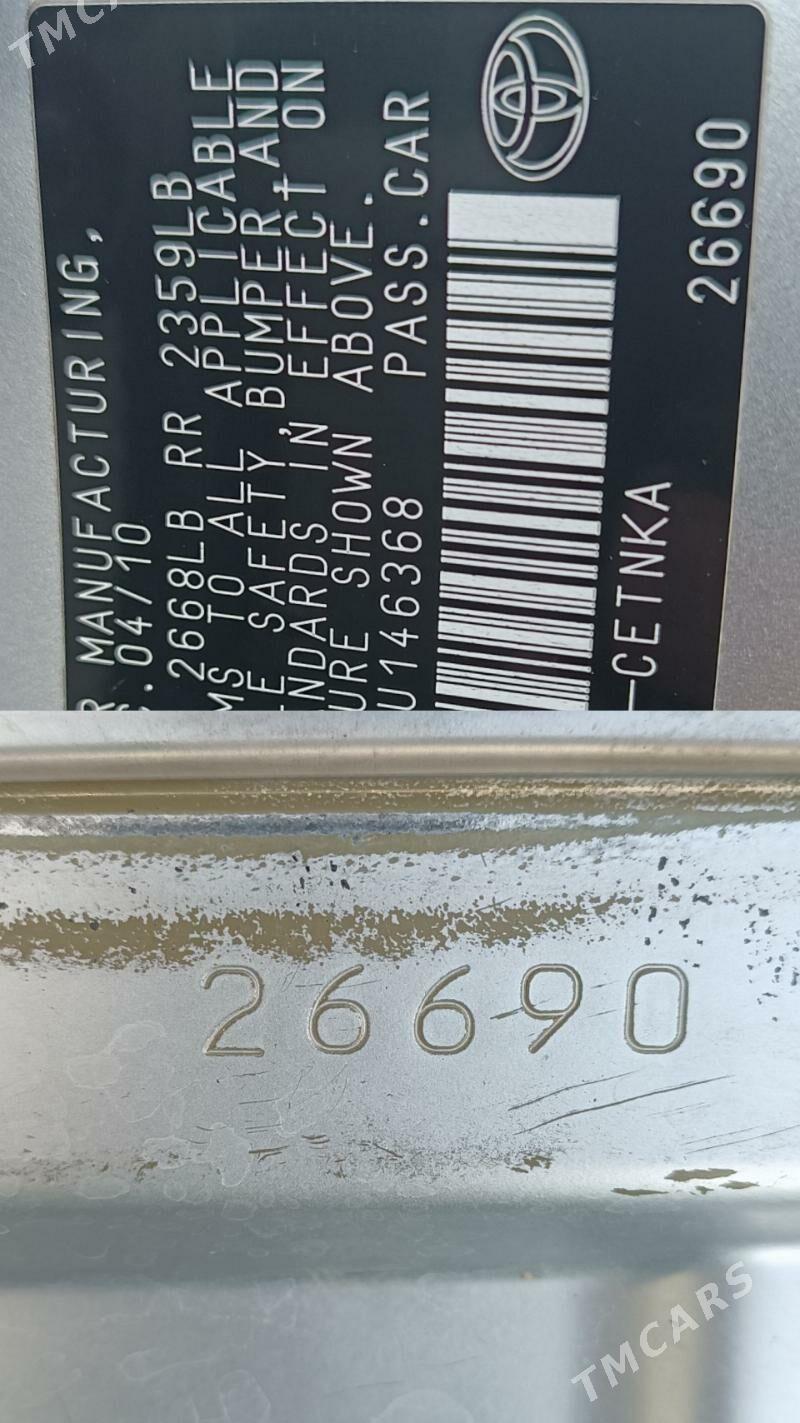 TMCARS
R MANUFACTURING,
.04/10
2668LB RR 2359LB
MS TO ALL APPLICABLE
E SAFETY, BUMPER AND
NDARDS IN EFFECT ON
URE SHOWN ABOVE.
U146368 PASS.CAR
-CETNKA 26690
26690
TMCARS